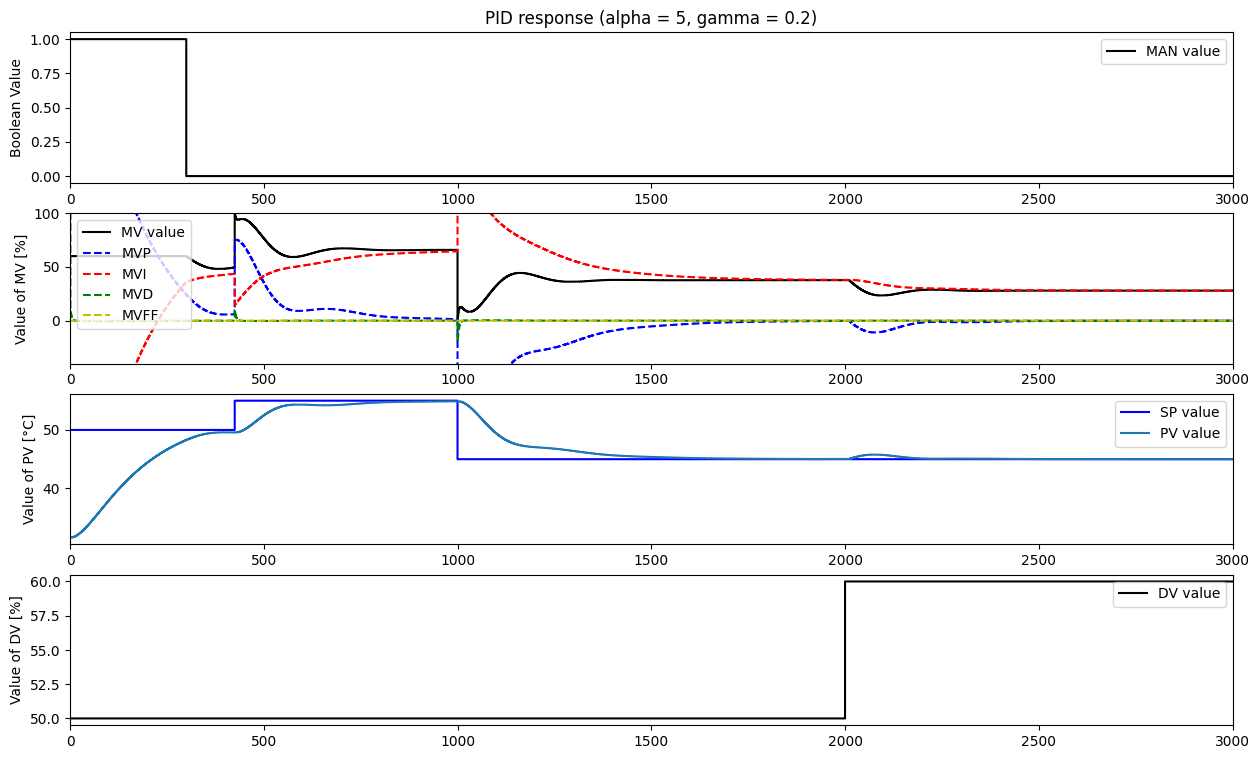 PID response (alpha = 5, gamma = 0.2)
Boolean Value
1.00
0.75
0.50
0.25
0.00
MAN value
0 500 1000 1500 2000 2500 3000
Value of MV [%]
100
50
0
MV value
MVP
MVI
MVD
MVFF
0 500 1000 1500 2000 2500 3000
Value of PV [°C]
50
40
SP value
PV value
0 500 1000 1500 2000 2500 3000
Value of DV [%]
60.0
57.5
55.0
52.5
50.0
DV value
0 500 1000 1500 2000 2500 3000